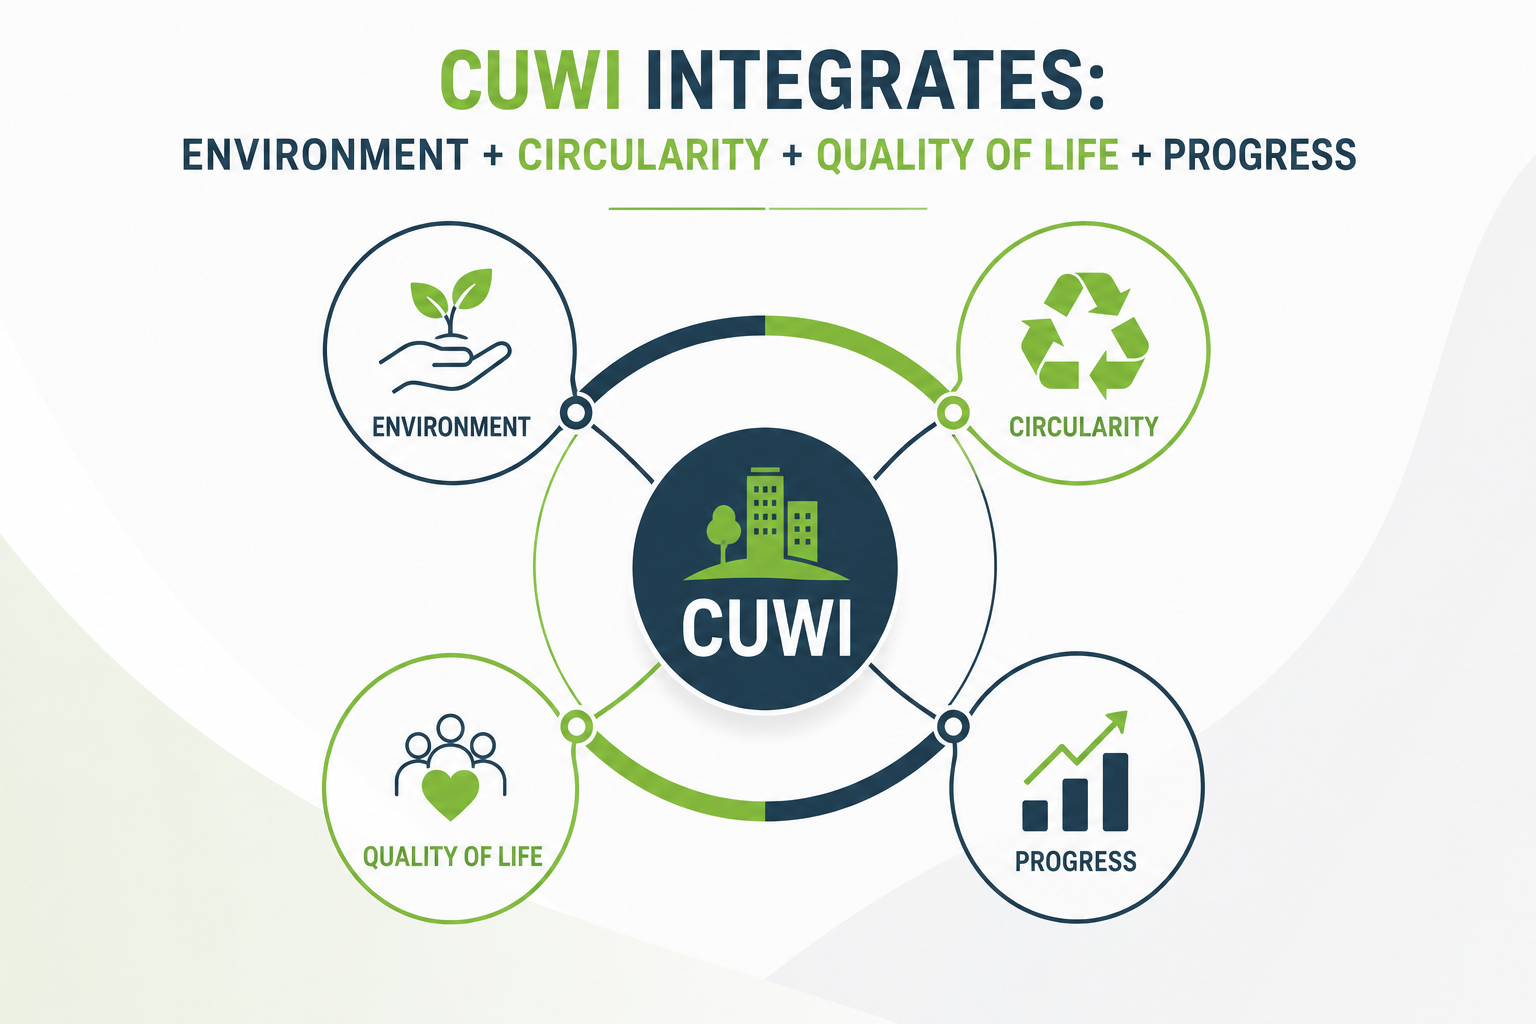 CUWI INTEGRATES:
ENVIRONMENT + CIRCULARITY + QUALITY OF LIFE + PROGRESS
ENVIRONMENT
CIRCULARITY
CUWI
QUALITY OF LIFE
PROGRESS